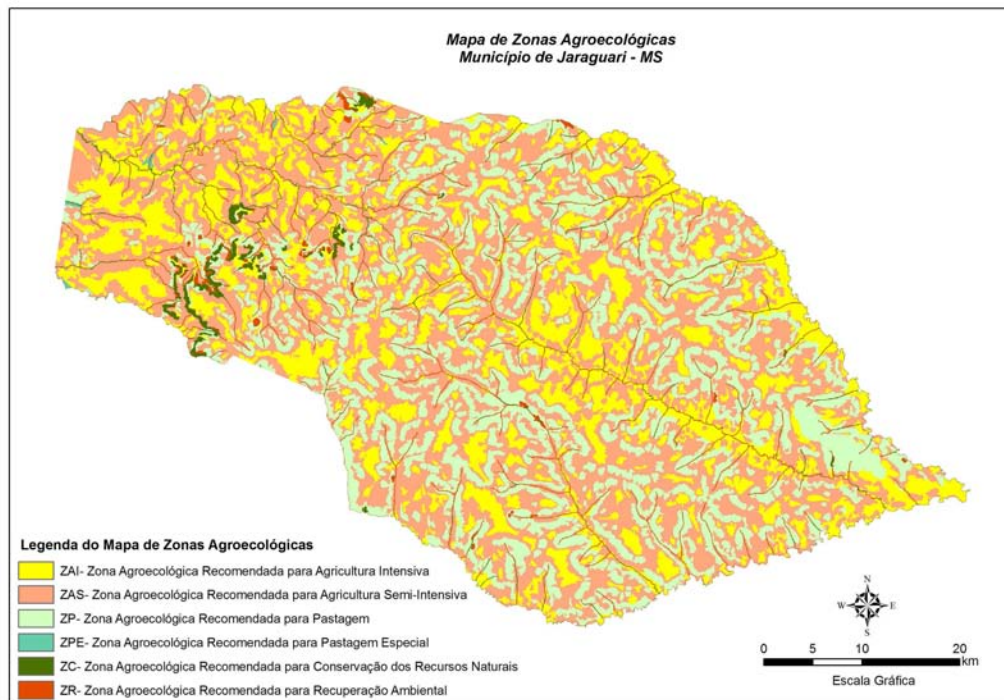 Mapa de Zonas Agroecológicas
Município de Jaraguari - MS
Legenda do Mapa de Zonas Agroecológicas
ZAI- Zona Agroecológica Recomendada para Agricultura Intensiva
ZAS- Zona Agroecológica Recomendada para Agricultura Semi-Intensiva
ZP- Zona Agroecológica Recomendada para Pastagem
ZPE- Zona Agroecológica Recomendada para Pastagem Especial
ZC- Zona Agroecológica Recomendada para Conservação dos Recursos Naturais
ZR- Zona Agroecológica Recomendada para Recuperação Ambiental
N
W E
S
0 5 10 20
km
Escala Gráfica